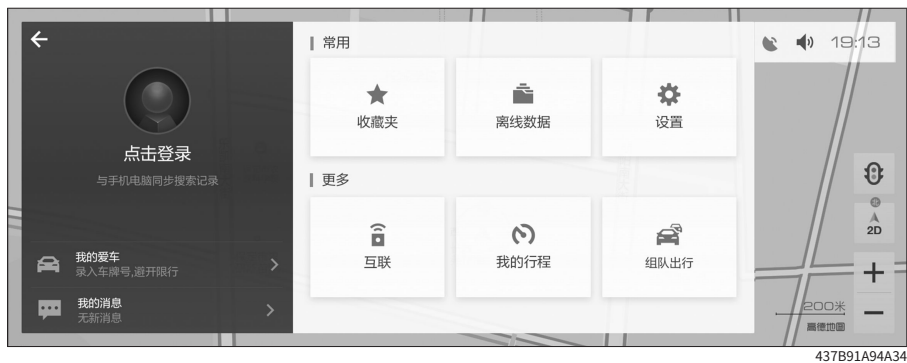 常用
19:13
收藏夹
离线数据
设置
点击登录
与手机电脑同步搜索记录
更多
北
2D
互联
我的行程
组队出行
我的爱车
录入车牌号,避开限行
我的消息
无新消息
200米
高德地图
437B91A94A34